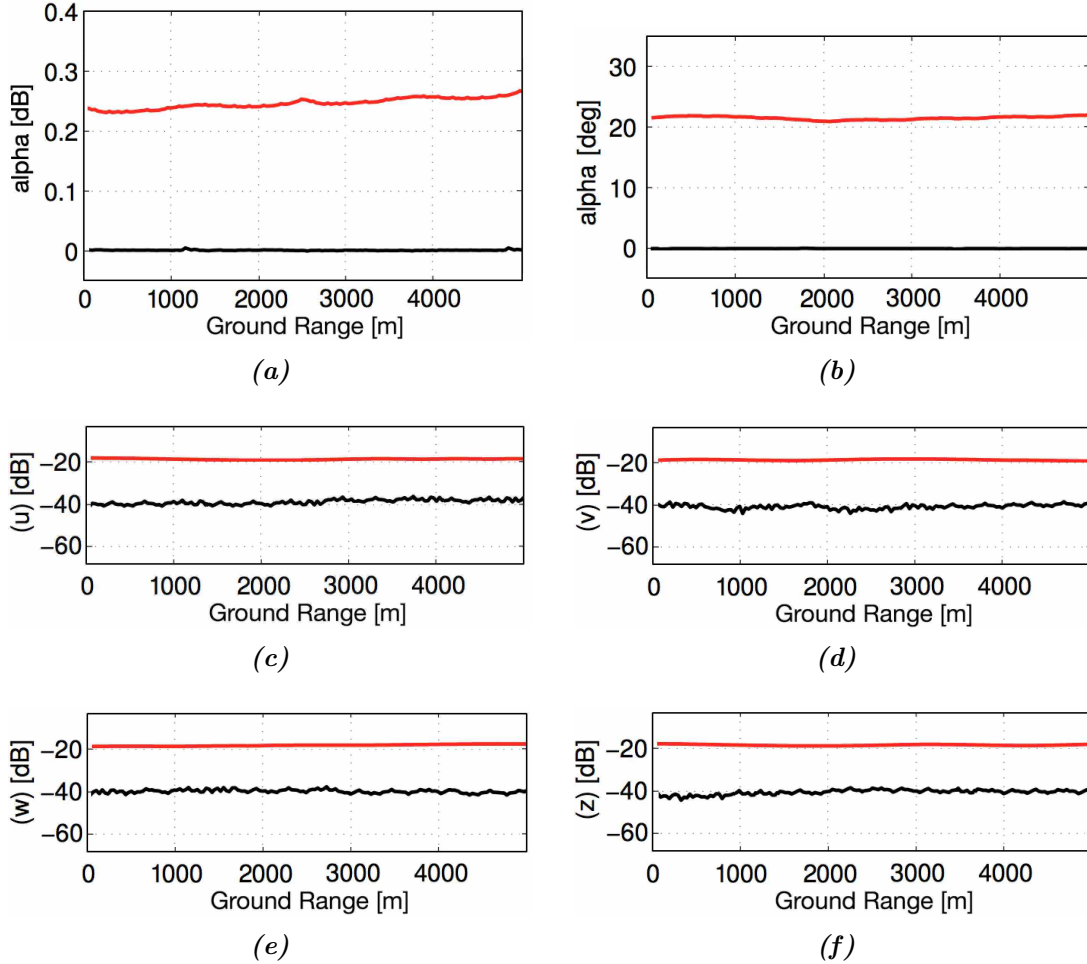 0.4
0.3
0.2
0.1
0
alpha [dB]
0 1000 2000 3000 4000
Ground Range [m]
(a)
30
20
10
0
alpha [deg]
0 1000 2000 3000 4000
Ground Range [m]
(b)
−20
−40
−60
(u) [dB]
0 1000 2000 3000 4000
Ground Range [m]
(c)
−20
−40
−60
(v) [dB]
0 1000 2000 3000 4000
Ground Range [m]
(d)
−20
−40
−60
(w) [dB]
0 1000 2000 3000 4000
Ground Range [m]
(e)
−20
−40
−60
(z) [dB]
0 1000 2000 3000 4000
Ground Range [m]
(f)